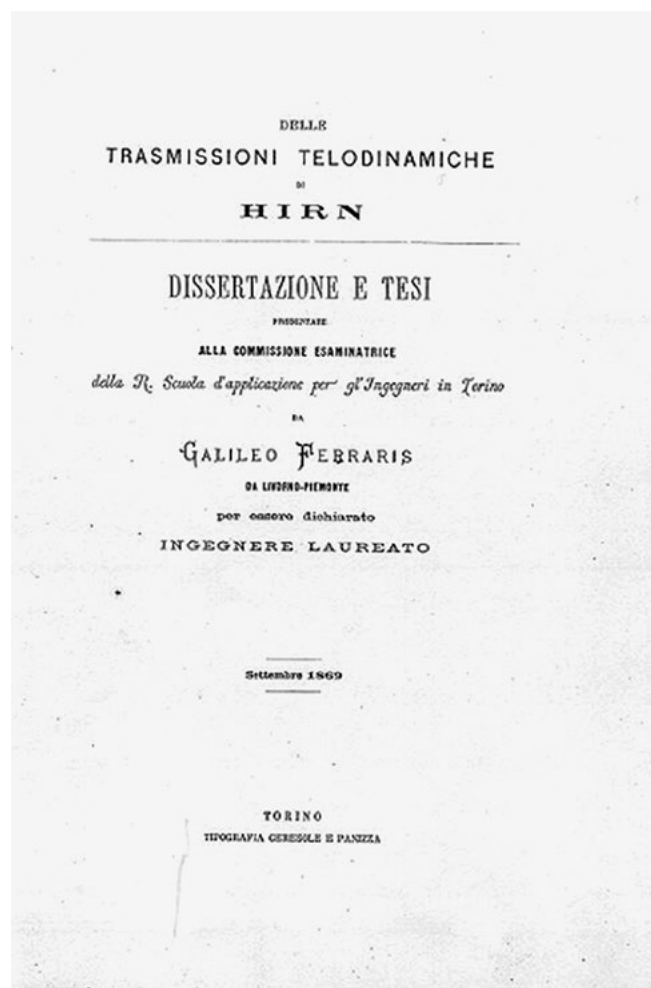 DELLE
TRASMISSIONI TELODINAMICHE
DI
HIRN
DISSERTAZIONE E TESI
PRESENTATE
ALLA COMMISSIONE ESAMINATRICE
della R. Scuola d'applicazione per gl'Ingegneri in Torino
DA
GALILEO FERRARIS
DA LIVORNO-PIEMONTE
per essere dichiarato
INGEGNERE LAUREATO
Settembre 1869
TORINO
TIPOGRAFIA CERESOLE E PANIZZA